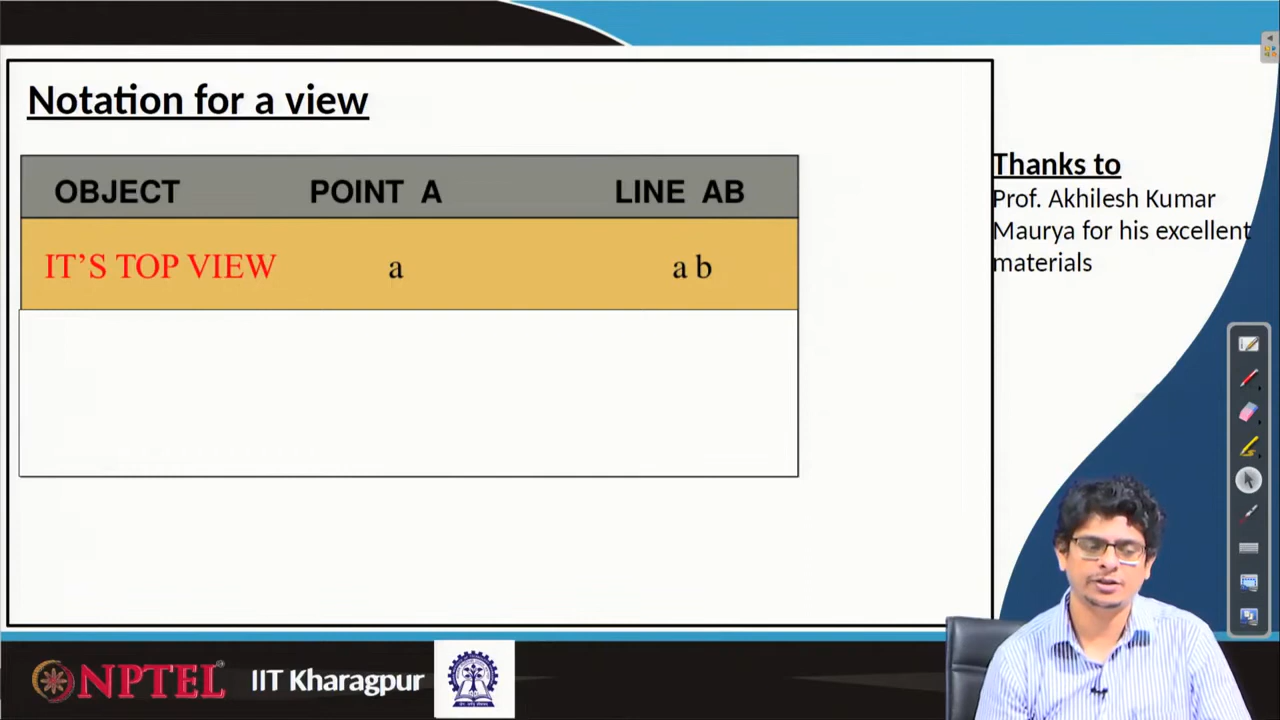 Notation for a view
OBJECT POINT A LINE AB
IT’S TOP VIEW a a b
Thanks to
Prof. Akhilesh Kumar
Maurya for his excellent
materials
NPTEL IIT Kharagpur